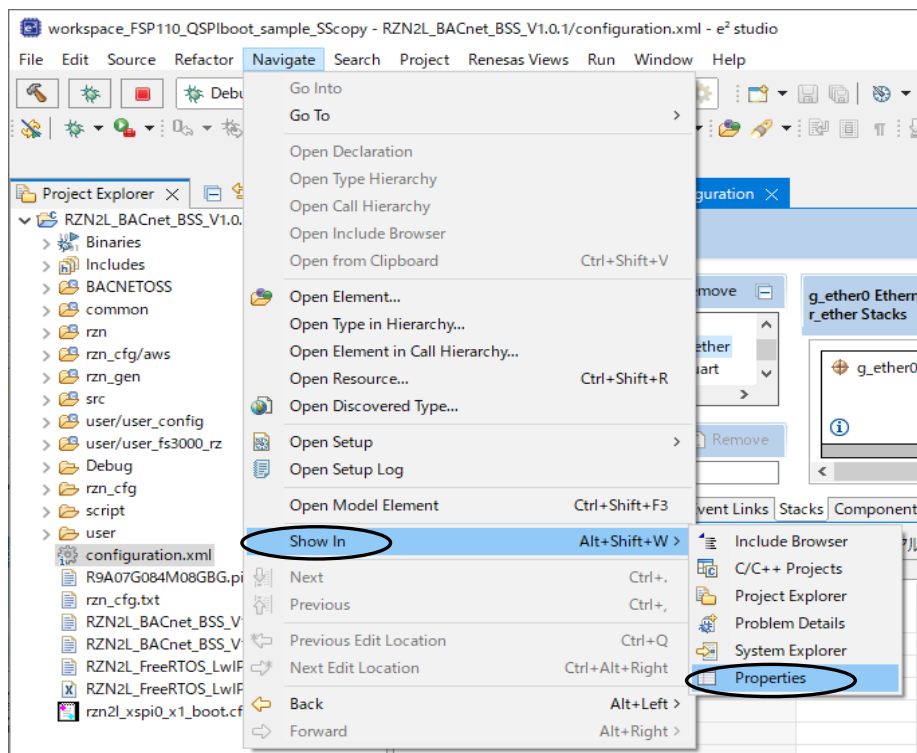 workspace_FSP110_QSPIboot_sample_SScopy - RZN2L_BACnet_BSS_V1.0.1/configuration.xml - e² studio
File Edit Source Refactor Navigate Search Project Renesas Views Run Window Help
Debu
Go Into
Go To
Open Declaration
Open Type Hierarchy
Open Call Hierarchy
Open Include Browser
Open from Clipboard Ctrl+Shift+V
Open Element...
Open Type in Hierarchy...
Open Element in Call Hierarchy...
Open Resource... Ctrl+Shift+R
Open Discovered Type...
Open Setup
Open Setup Log
Open Model Element Ctrl+Shift+F3
Show In Alt+Shift+W >
Next Ctrl+.
Previous Ctrl+,
Previous Edit Location Ctrl+Q
Next Edit Location Ctrl+Alt+Right
Back Alt+Left >
Forward Alt+Right >
Project Explorer
RZN2L_BACnet_BSS_V1.0.
Binaries
Includes
BACNETOSS
common
rzn
rzn_cfg/aws
rzn_gen
src
user/user_config
user/user_fs3000_rz
Debug
rzn_cfg
script
user
configuration.xml
R9A07G084M08GBG.pi
rzn_cfg.txt
RZN2L_BACnet_BSS_V
RZN2L_BACnet_BSS_V
RZN2L_FreeRTOS_LwIP
RZN2L_FreeRTOS_LwIP
rzn2l_xspi0_x1_boot.cf
guration
move
ether
uart
Remove
g_ether0 Ethern
r_ether Stacks
g_ether0
vent Links Stacks Component
Include Browser
C/C++ Projects
Project Explorer
Problem Details
System Explorer
Properties